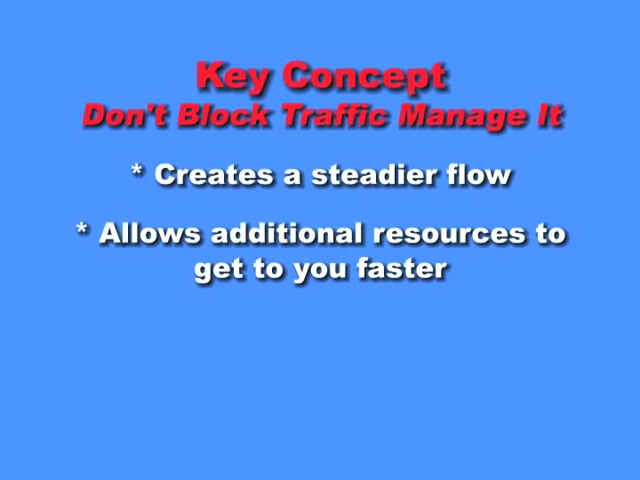 Key Concept
Don't Block Traffic Manage It
* Creates a steadier flow
* Allows additional resources to
get to you faster